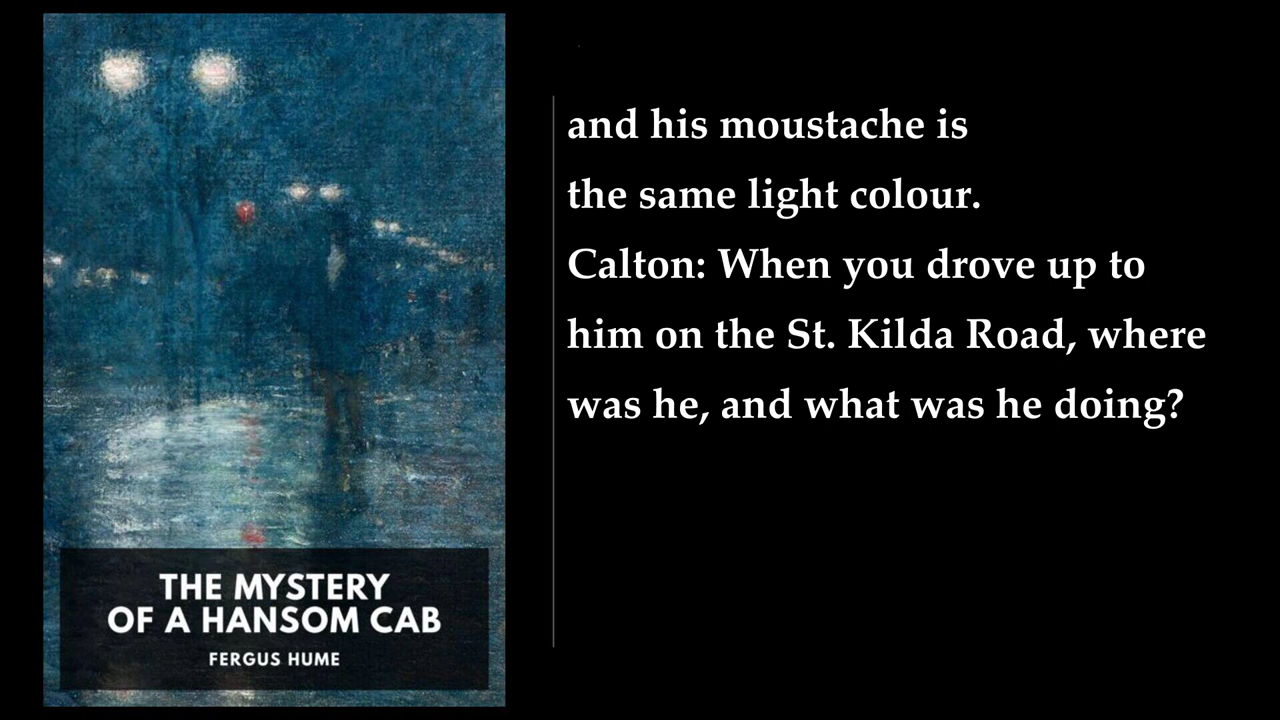 and his moustache is
the same light colour.
Calton: When you drove up to
him on the St. Kilda Road, where
was he, and what was he doing?
THE MYSTERY
OF A HANSOM CAB
FERGUS HUME